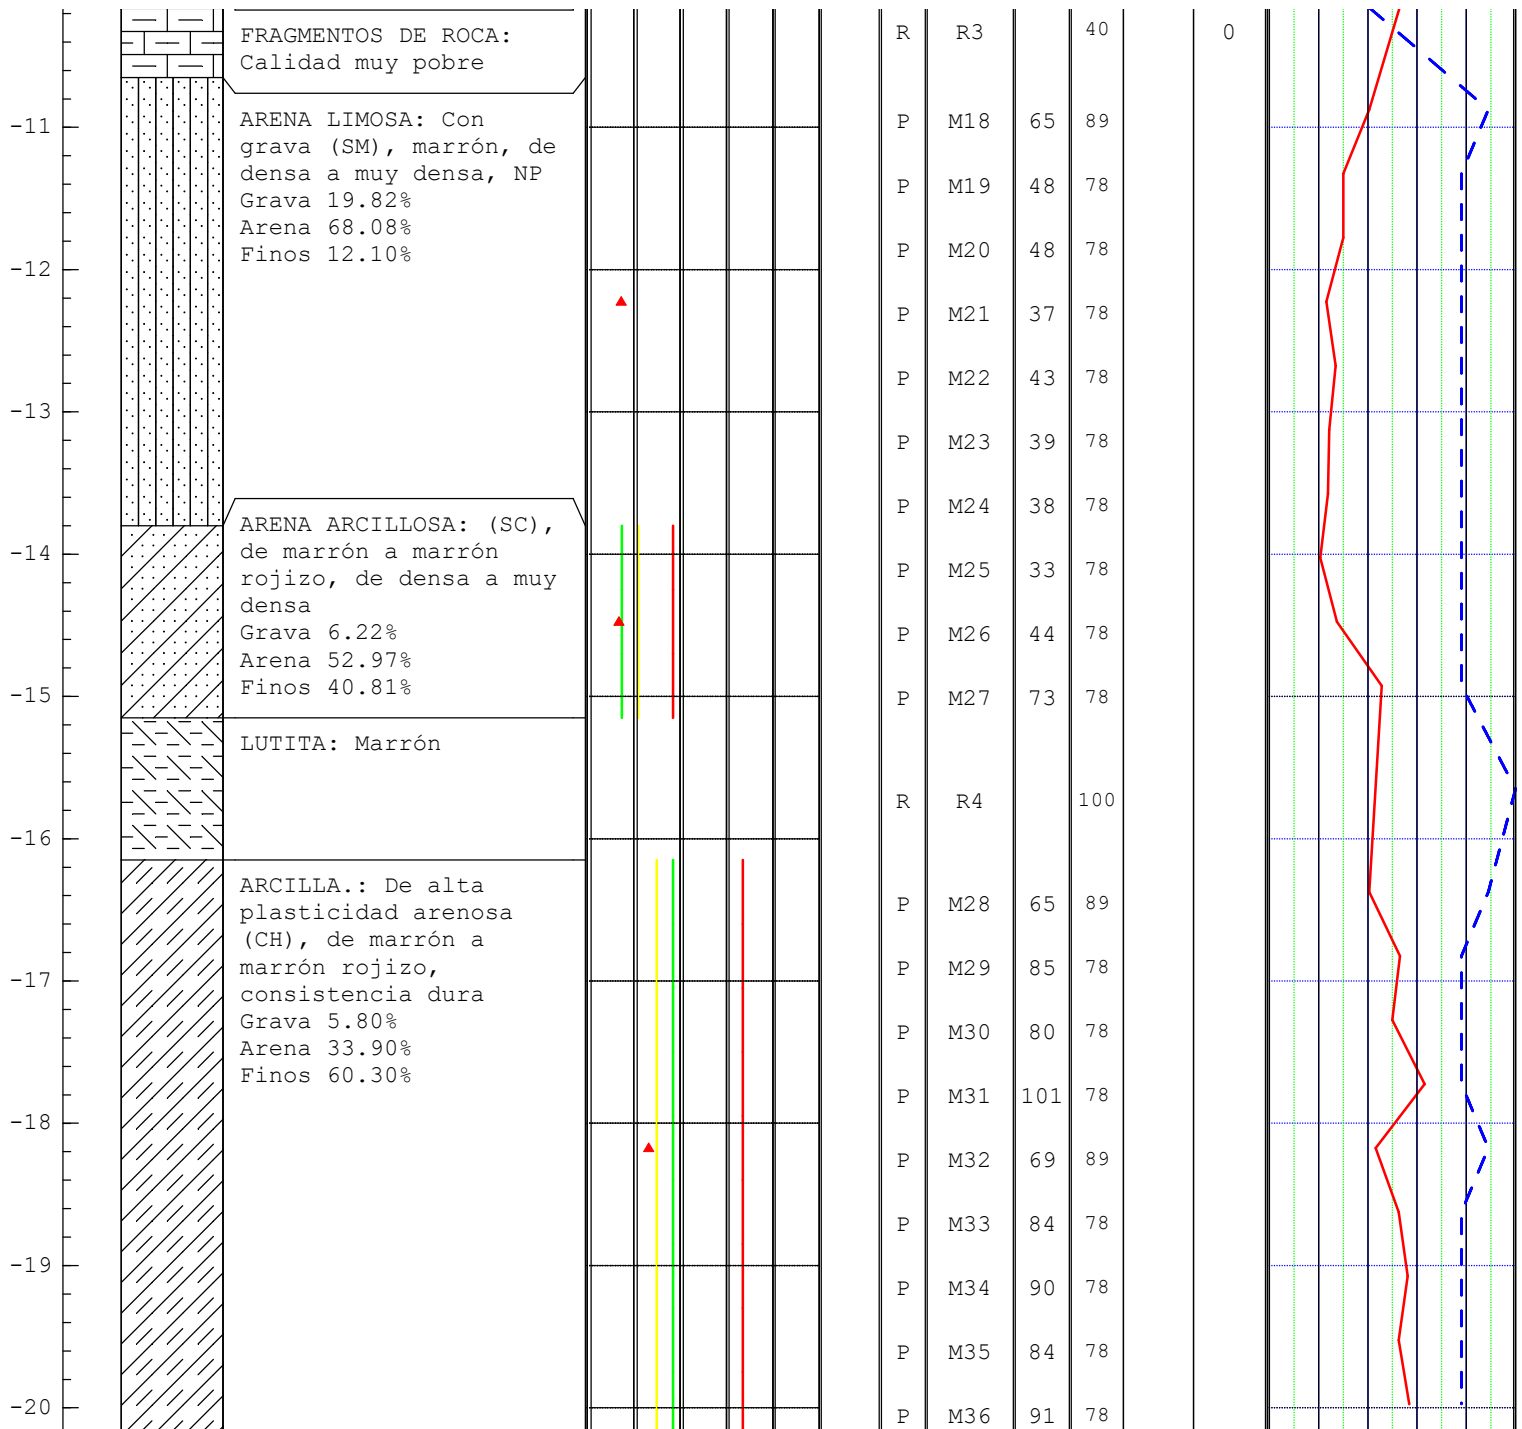 FRAGMENTOS DE ROCA:
Calidad muy pobre
R R3 40 0
ARENA LIMOSA: Con
grava (SM), marrón, de
densa a muy densa, NP
Grava 19.82%
Arena 68.08%
Finos 12.10%
-11
P M18 65 89
P M19 48 78
P M20 48 78
-12
P M21 37 78
P M22 43 78
-13
P M23 39 78
P M24 38 78
ARENA ARCILLOSA: (SC),
de marrón a marrón
rojizo, de densa a muy
densa
Grava 6.22%
Arena 52.97%
Finos 40.81%
-14
P M25 33 78
P M26 44 78
-15
P M27 73 78
LUTITA: Marrón
R R4 100
-16
ARCILLA.: De alta
plasticidad arenosa
(CH), de marrón a
marrón rojizo,
consistencia dura
Grava 5.80%
Arena 33.90%
Finos 60.30%
P M28 65 89
P M29 85 78
-17
P M30 80 78
P M31 101 78
-18
P M32 69 89
P M33 84 78
-19
P M34 90 78
P M35 84 78
-20
P M36 91 78